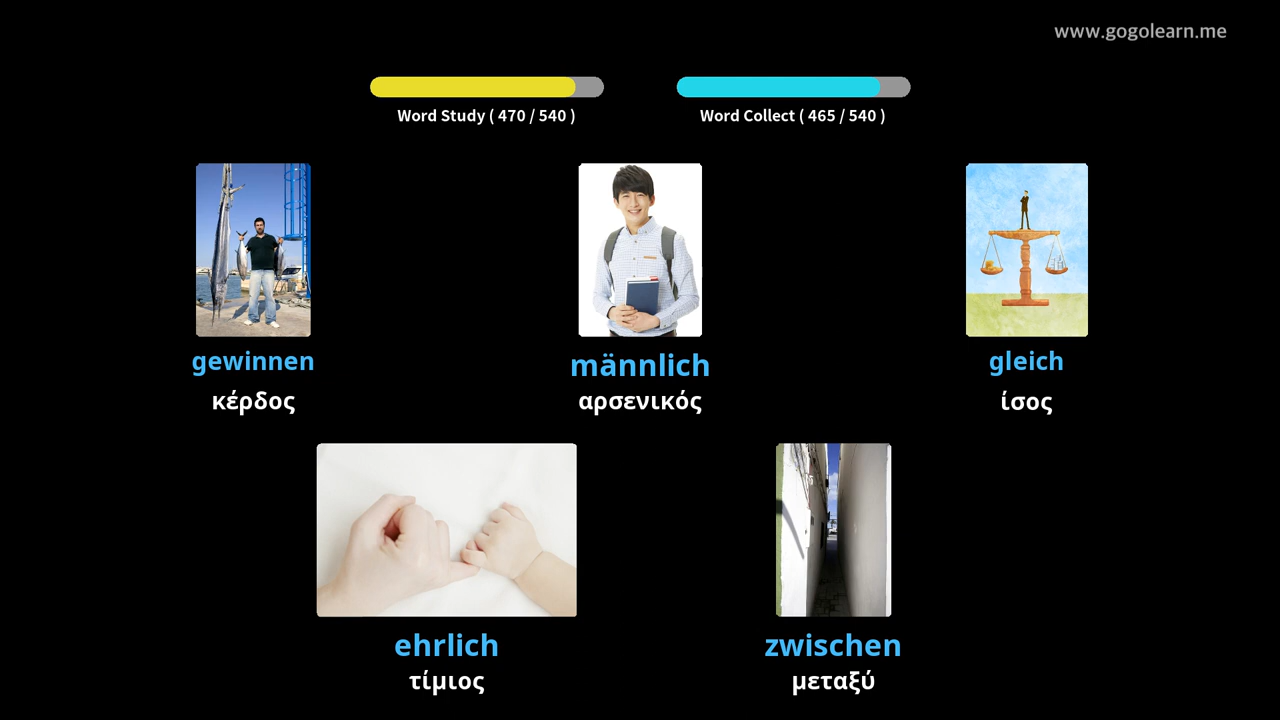 www.gogolearn.me
Word Study ( 470 / 540 )
Word Collect ( 465 / 540 )
gewinnen
κέρδος
männlich
αρσενικός
gleich
ίσος
ehrlich
τίμιος
zwischen
μεταξύ